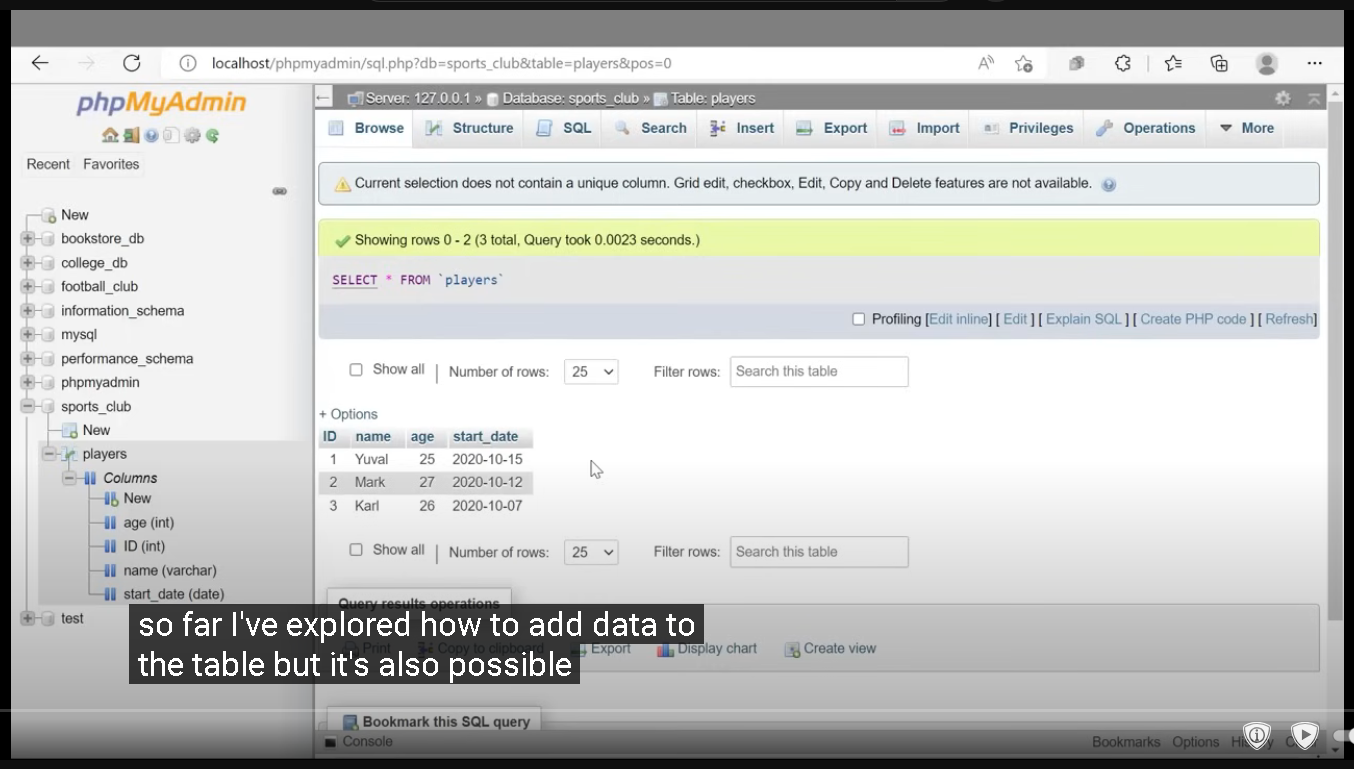 localhost/phpmyadmin/sql.php?db=sports_club&table=players&pos=0
phpMyAdmin
Recent Favorites
New
bookstore_db
college_db
football_club
information_schema
mysql
performance_schema
phpmyadmin
sports_club
New
players
Columns
New
age (int)
ID (int)
name (varchar)
start_date (date)
test
Server: 127.0.0.1 » Database: sports_club » Table: players
Browse Structure SQL Search Insert Export Import Privileges Operations More
Current selection does not contain a unique column. Grid edit, checkbox, Edit, Copy and Delete features are not available.
Showing rows 0 - 2 (3 total, Query took 0.0023 seconds.)
SELECT * FROM `players`
Profiling [Edit inline] [ Edit ] [ Explain SQL ] [ Create PHP code ] [ Refresh]
Show all | Number of rows: 25 Filter rows: Search this table
+ Options
ID name age start_date
1 Yuval 25 2020-10-15
2 Mark 27 2020-10-12
3 Karl 26 2020-10-07
Show all | Number of rows: 25 Filter rows: Search this table
Query results operations
Print Copy to clipboard Export Display chart Create view
so far I've explored how to add data to
the table but it's also possible
Bookmark this SQL query
Console Bookmarks Options